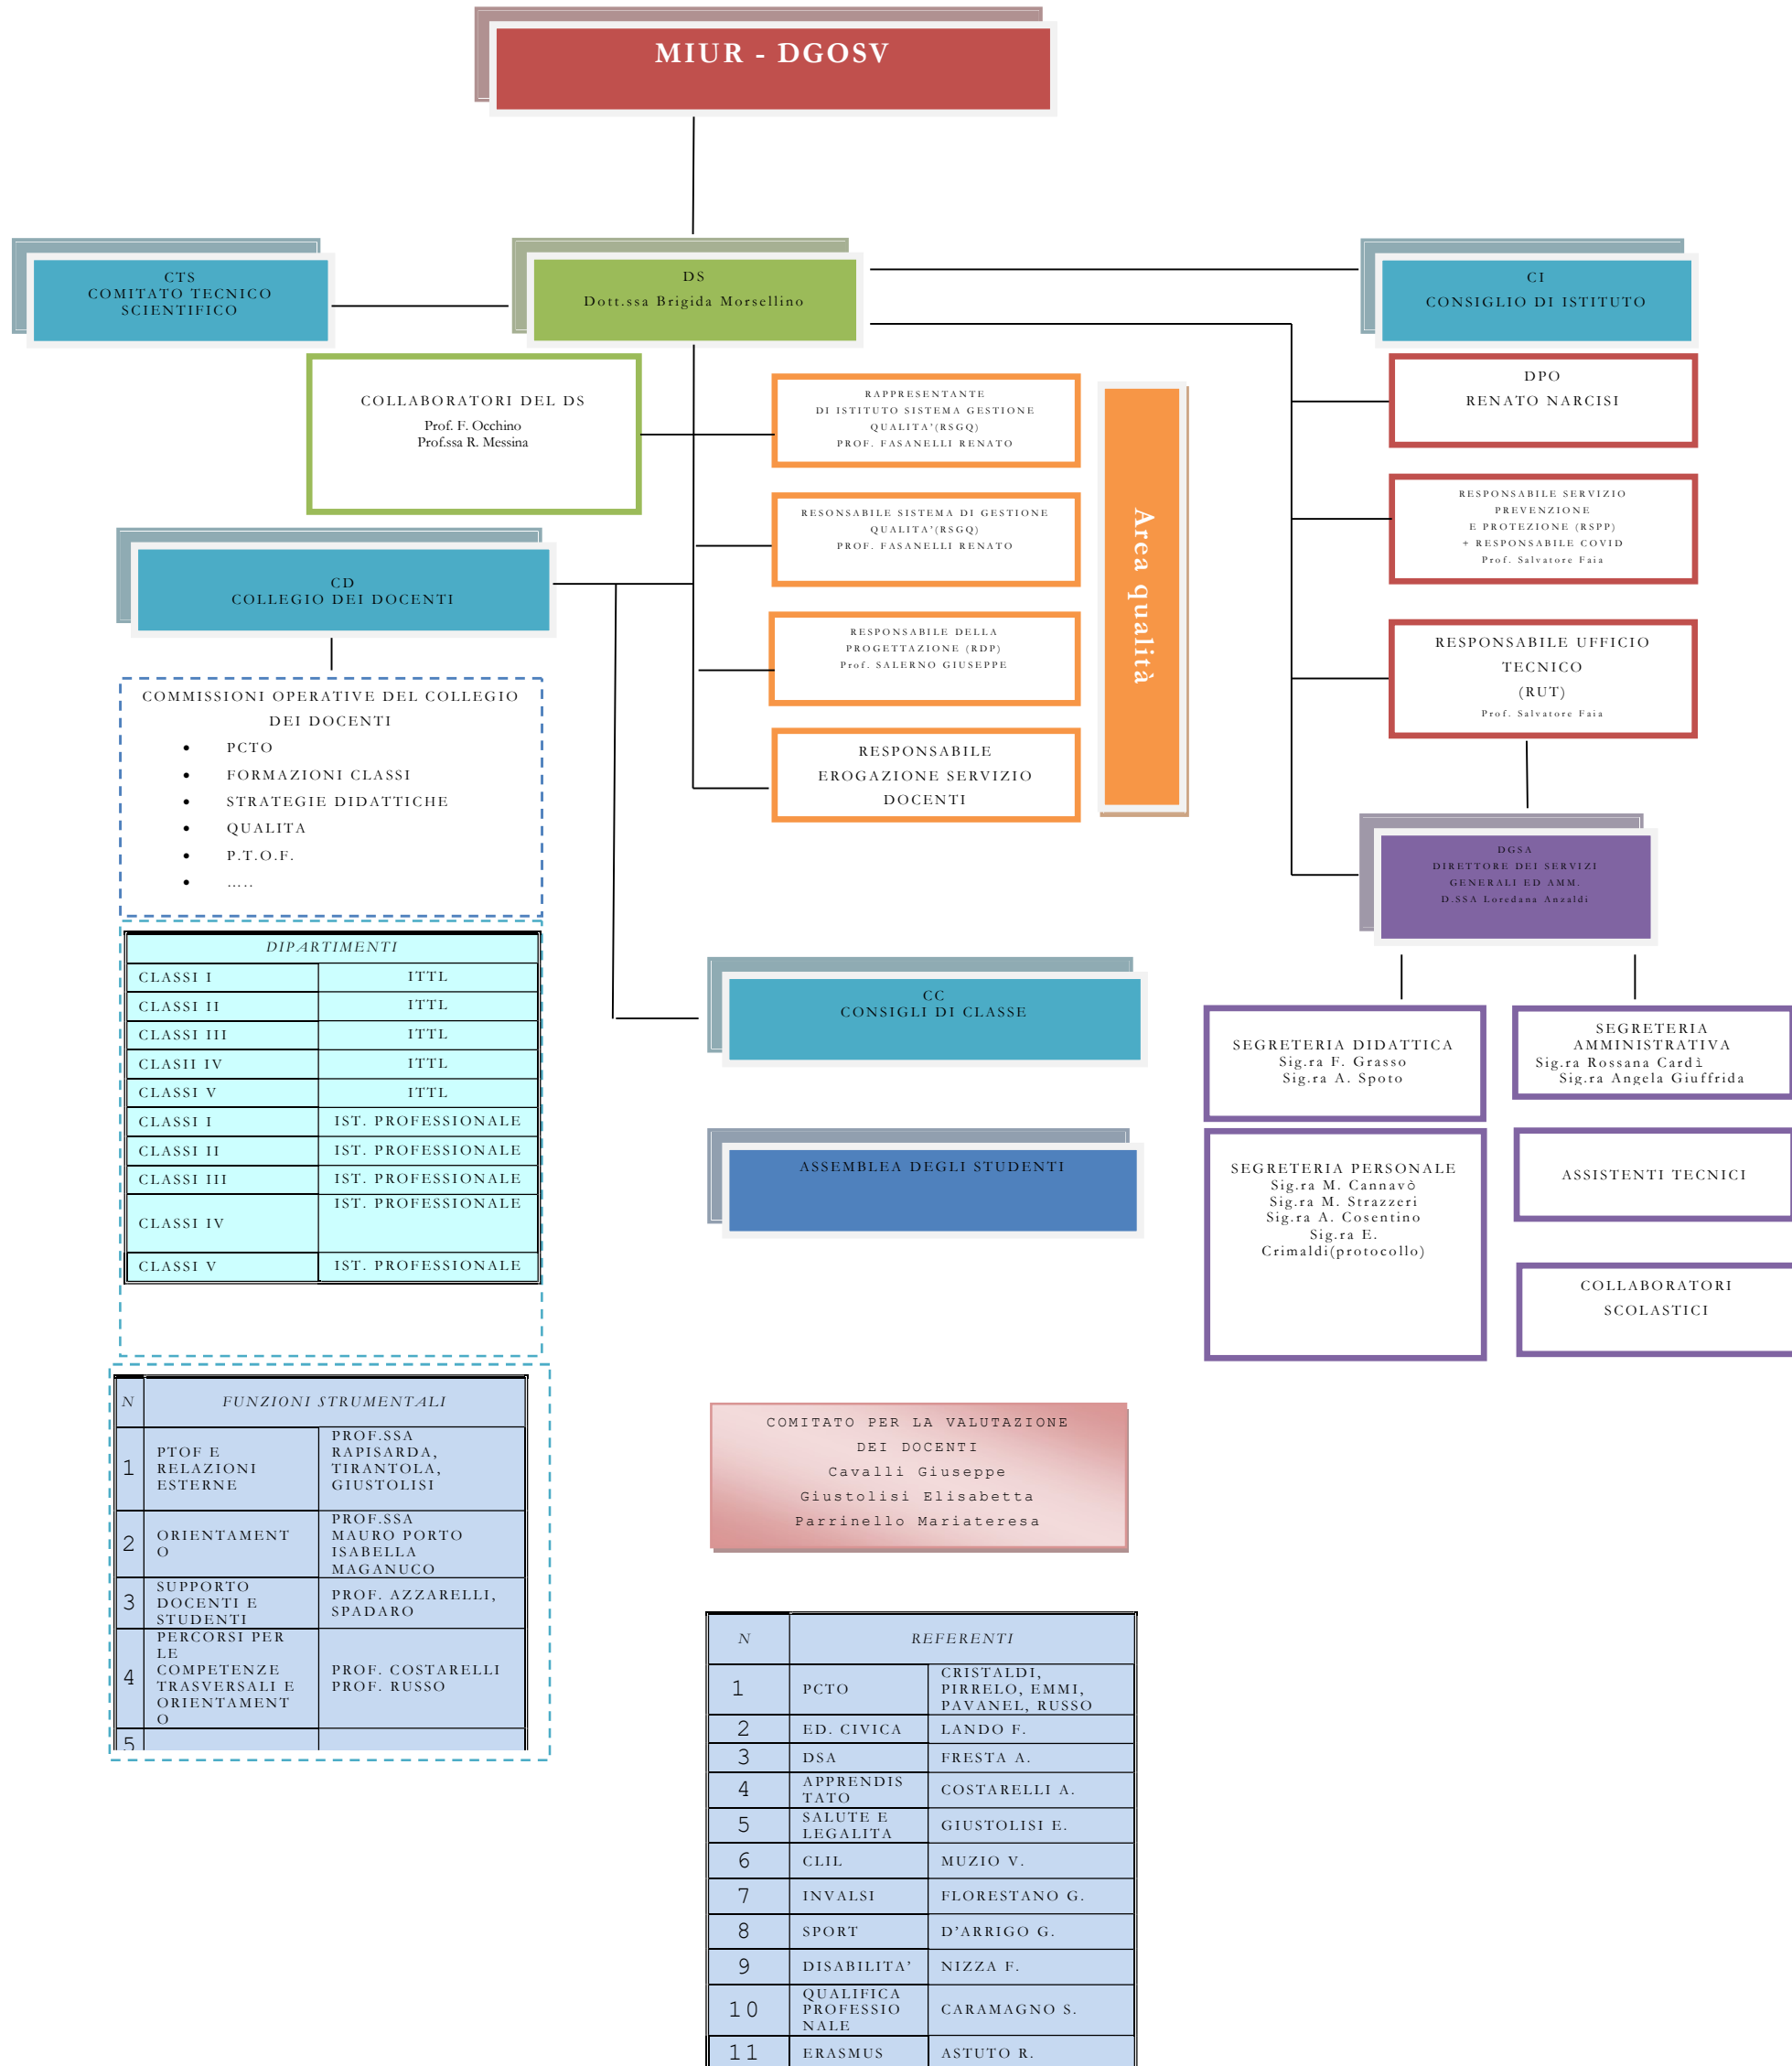 MIUR - DGOSV
CTS
COMITATO TECNICO
SCIENTIFICO
DS
Dott.ssa Brigida Morsellino
CI
CONSIGLIO DI ISTITUTO
COLLABORATORI DEL DS
Prof. F. Occhino
Prof.ssa R. Messina
RAPPRESENTANTE
DI ISTITUTO SISTEMA GESTIONE
QUALITA'(RSGQ)
PROF. FASANELLI RENATO
RESONSABILE SISTEMA DI GESTIONE
QUALITA'(RSGQ)
PROF. FASANELLI RENATO
RESPONSABILE DELLA
PROGETTAZIONE (RDP)
Prof. SALERNO GIUSEPPE
RESPONSABILE
EROGAZIONE SERVIZIO
DOCENTI
Area qualità
DPO
RENATO NARCISI
RESPONSABILE SERVIZIO
PREVENZIONE
E PROTEZIONE (RSPP)
+ RESPONSABILE COVID
Prof. Salvatore Faia
RESPONSABILE UFFICIO
TECNICO
(RUT)
Prof. Salvatore Faia
CD
COLLEGIO DEI DOCENTI
COMMISSIONI OPERATIVE DEL COLLEGIO
DEI DOCENTI
• PCTO
• FORMAZIONI CLASSI
• STRATEGIE DIDATTICHE
• QUALITA
• P.T.O.F.
• .....
DGSA
DIRETTORE DEI SERVIZI
GENERALI ED AMM.
D.SSA Loredana Anzaldi
DIPARTIMENTI
CLASSI I ITTL
CLASSI II ITTL
CLASSI III ITTL
CLASII IV ITTL
CLASSI V ITTL
CLASSI I IST. PROFESSIONALE
CLASSI II IST. PROFESSIONALE
CLASSI III IST. PROFESSIONALE
CLASSI IV IST. PROFESSIONALE
CLASSI V IST. PROFESSIONALE
CC
CONSIGLI DI CLASSE
ASSEMBLEA DEGLI STUDENTI
SEGRETERIA DIDATTICA
Sig.ra F. Grasso
Sig.ra A. Spoto
SEGRETERIA
AMMINISTRATIVA
Sig.ra Rossana Cardì
Sig.ra Angela Giuffrida
SEGRETERIA PERSONALE
Sig.ra M. Cannavò
Sig.ra M. Strazzeri
Sig.ra A. Cosentino
Sig.ra E.
Crimaldi(protocollo)
ASSISTENTI TECNICI
COLLABORATORI
SCOLASTICI
N FUNZIONI STRUMENTALI
1
PTOF E
RELAZIONI
ESTERNE
PROF.SSA
RAPISARDA,
TIRANTOLA,
GIUSTOLISI
2
ORIENTAMENT
O
PROF.SSA
MAURO PORTO
ISABELLA
MAGANUCO
3
SUPPORTO
DOCENTI E
STUDENTI
PROF. AZZARELLI,
SPADARO
4
PERCORSI PER
LE
COMPETENZE
TRASVERSALI E
ORIENTAMENT
O
PROF. COSTARELLI
PROF. RUSSO
5
COMITATO PER LA VALUTAZIONE
DEI DOCENTI
Cavalli Giuseppe
Giustolisi Elisabetta
Parrinello Mariateresa
N REFERENTI
1 PCTO
CRISTALDI,
PIRRELO, EMMI,
PAVANEL, RUSSO
2 ED. CIVICA LANDO F.
3 DSA FRESTA A.
4
APPRENDIS
TATO
COSTARELLI A.
5
SALUTE E
LEGALITA
GIUSTOLISI E.
6 CLIL MUZIO V.
7 INVALSI FLORESTANO G.
8 SPORT D'ARRIGO G.
9 DISABILITA' NIZZA F.
10
QUALIFICA
PROFESSIO
NALE
CARAMAGNO S.
11 ERASMUS ASTUTO R.